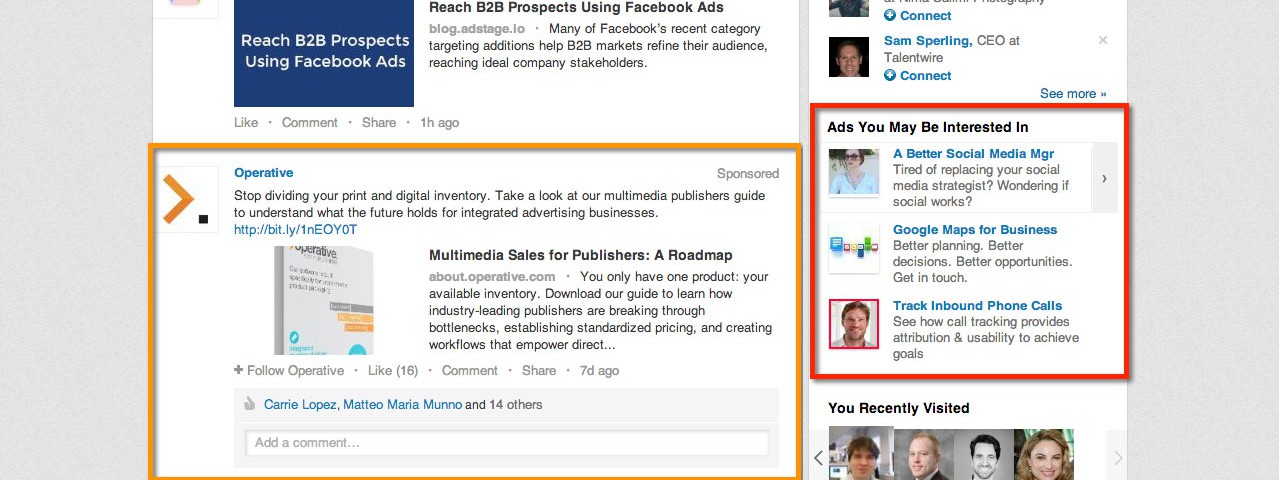 Reach B2B Prospects
Using Facebook Ads
Reach B2B Prospects Using Facebook Ads
blog.adstage.io • Many of Facebook's recent category
targeting additions help B2B markets refine their audience,
reaching ideal company stakeholders.
Like • Comment • Share • 1h ago
Operative
Sponsored
Stop dividing your print and digital inventory. Take a look at our multimedia publishers guide
to understand what the future holds for integrated advertising businesses.
http://bit.ly/1nEOY0T
operative.
Multimedia Sales for Publishers: A Roadmap
about.operative.com • You only have one product: your
available inventory. Download our guide to learn how
industry-leading publishers are breaking through
bottlenecks, establishing standardized pricing, and creating
workflows that empower direct...
Follow Operative • Like (16) • Comment • Share • 7d ago
Carrie Lopez, Matteo Maria Munno and 14 others
Add a comment...
at Nima Salimi Photography
Connect
Sam Sperling, CEO at
Talentwire
Connect
See more »
Ads You May Be Interested In
A Better Social Media Mgr
Tired of replacing your social
media strategist? Wondering if
social works?
Google Maps for Business
Better planning. Better
decisions. Better opportunities.
Get in touch.
Track Inbound Phone Calls
See how call tracking provides
attribution & usability to achieve
goals
You Recently Visited